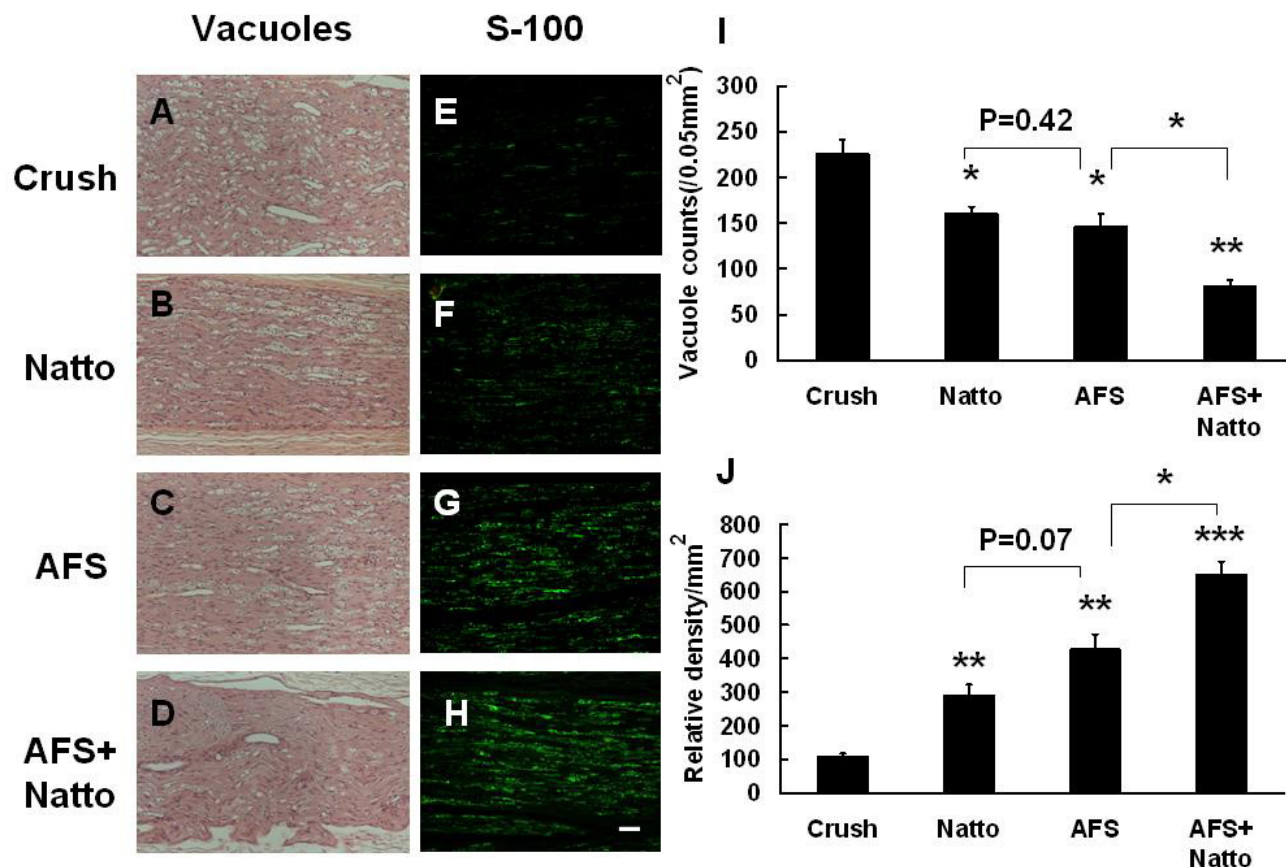 Vacuoles
S-100
Crush
A
E
Natto
B
F
AFS
C
G
AFS+
Natto
D
H
I
Vacuole counts(/0.05mm²)
300
250
200
150
100
50
0
P=0.42
*
*
*
**
Crush
Natto
AFS
AFS+
Natto
J
Relative density/mm²
800
700
600
500
400
300
200
100
0
P=0.07
*
**
**
***
Crush
Natto
AFS
AFS+
Natto